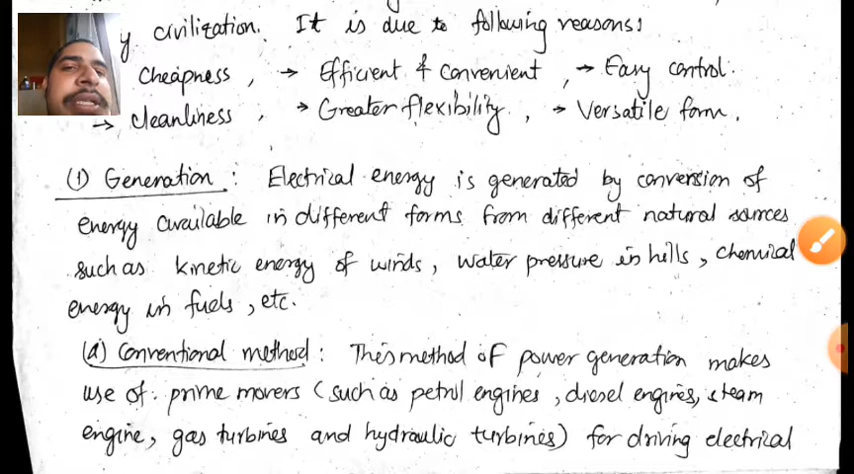 y civilization. It is due to following reasons:
Cheapness, → Efficient & Convenient, → Easy control.
→ Cleanliness, → Greater flexibility, → Versatile form.
(1) Generation: Electrical energy is generated by conversion of
energy available in different forms from different natural sources
such as kinetic energy of winds, water pressure in hills, chemical
energy in fuels, etc.
(a) Conventional method: This method of power generation makes
use of prime movers (such as petrol engines, diesel engines, steam
engine, gas turbines and hydraulic turbines) for driving electrical